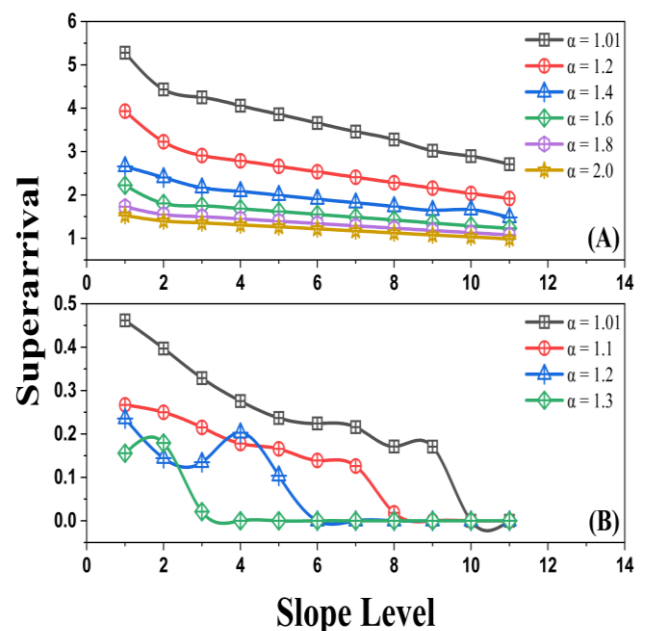 6
5
4
3
2
1
α = 1.01
α = 1.2
α = 1.4
α = 1.6
α = 1.8
α = 2.0
(A)
0 2 4 6 8 10 12 14
Superarrival
0.5
0.4
0.3
0.2
0.1
0.0
α = 1.01
α = 1.1
α = 1.2
α = 1.3
(B)
0 2 4 6 8 10 12 14
Slope Level